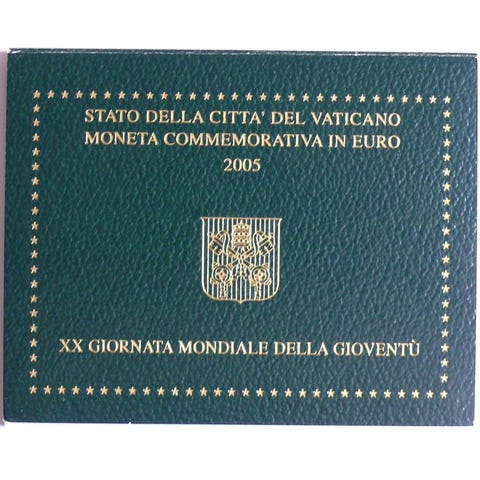 STATO DELLA CITTA' DEL VATICANO
MONETA COMMEMORATIVA IN EURO
2005
XX GIORNATA MONDIALE DELLA GIOVENTÙ